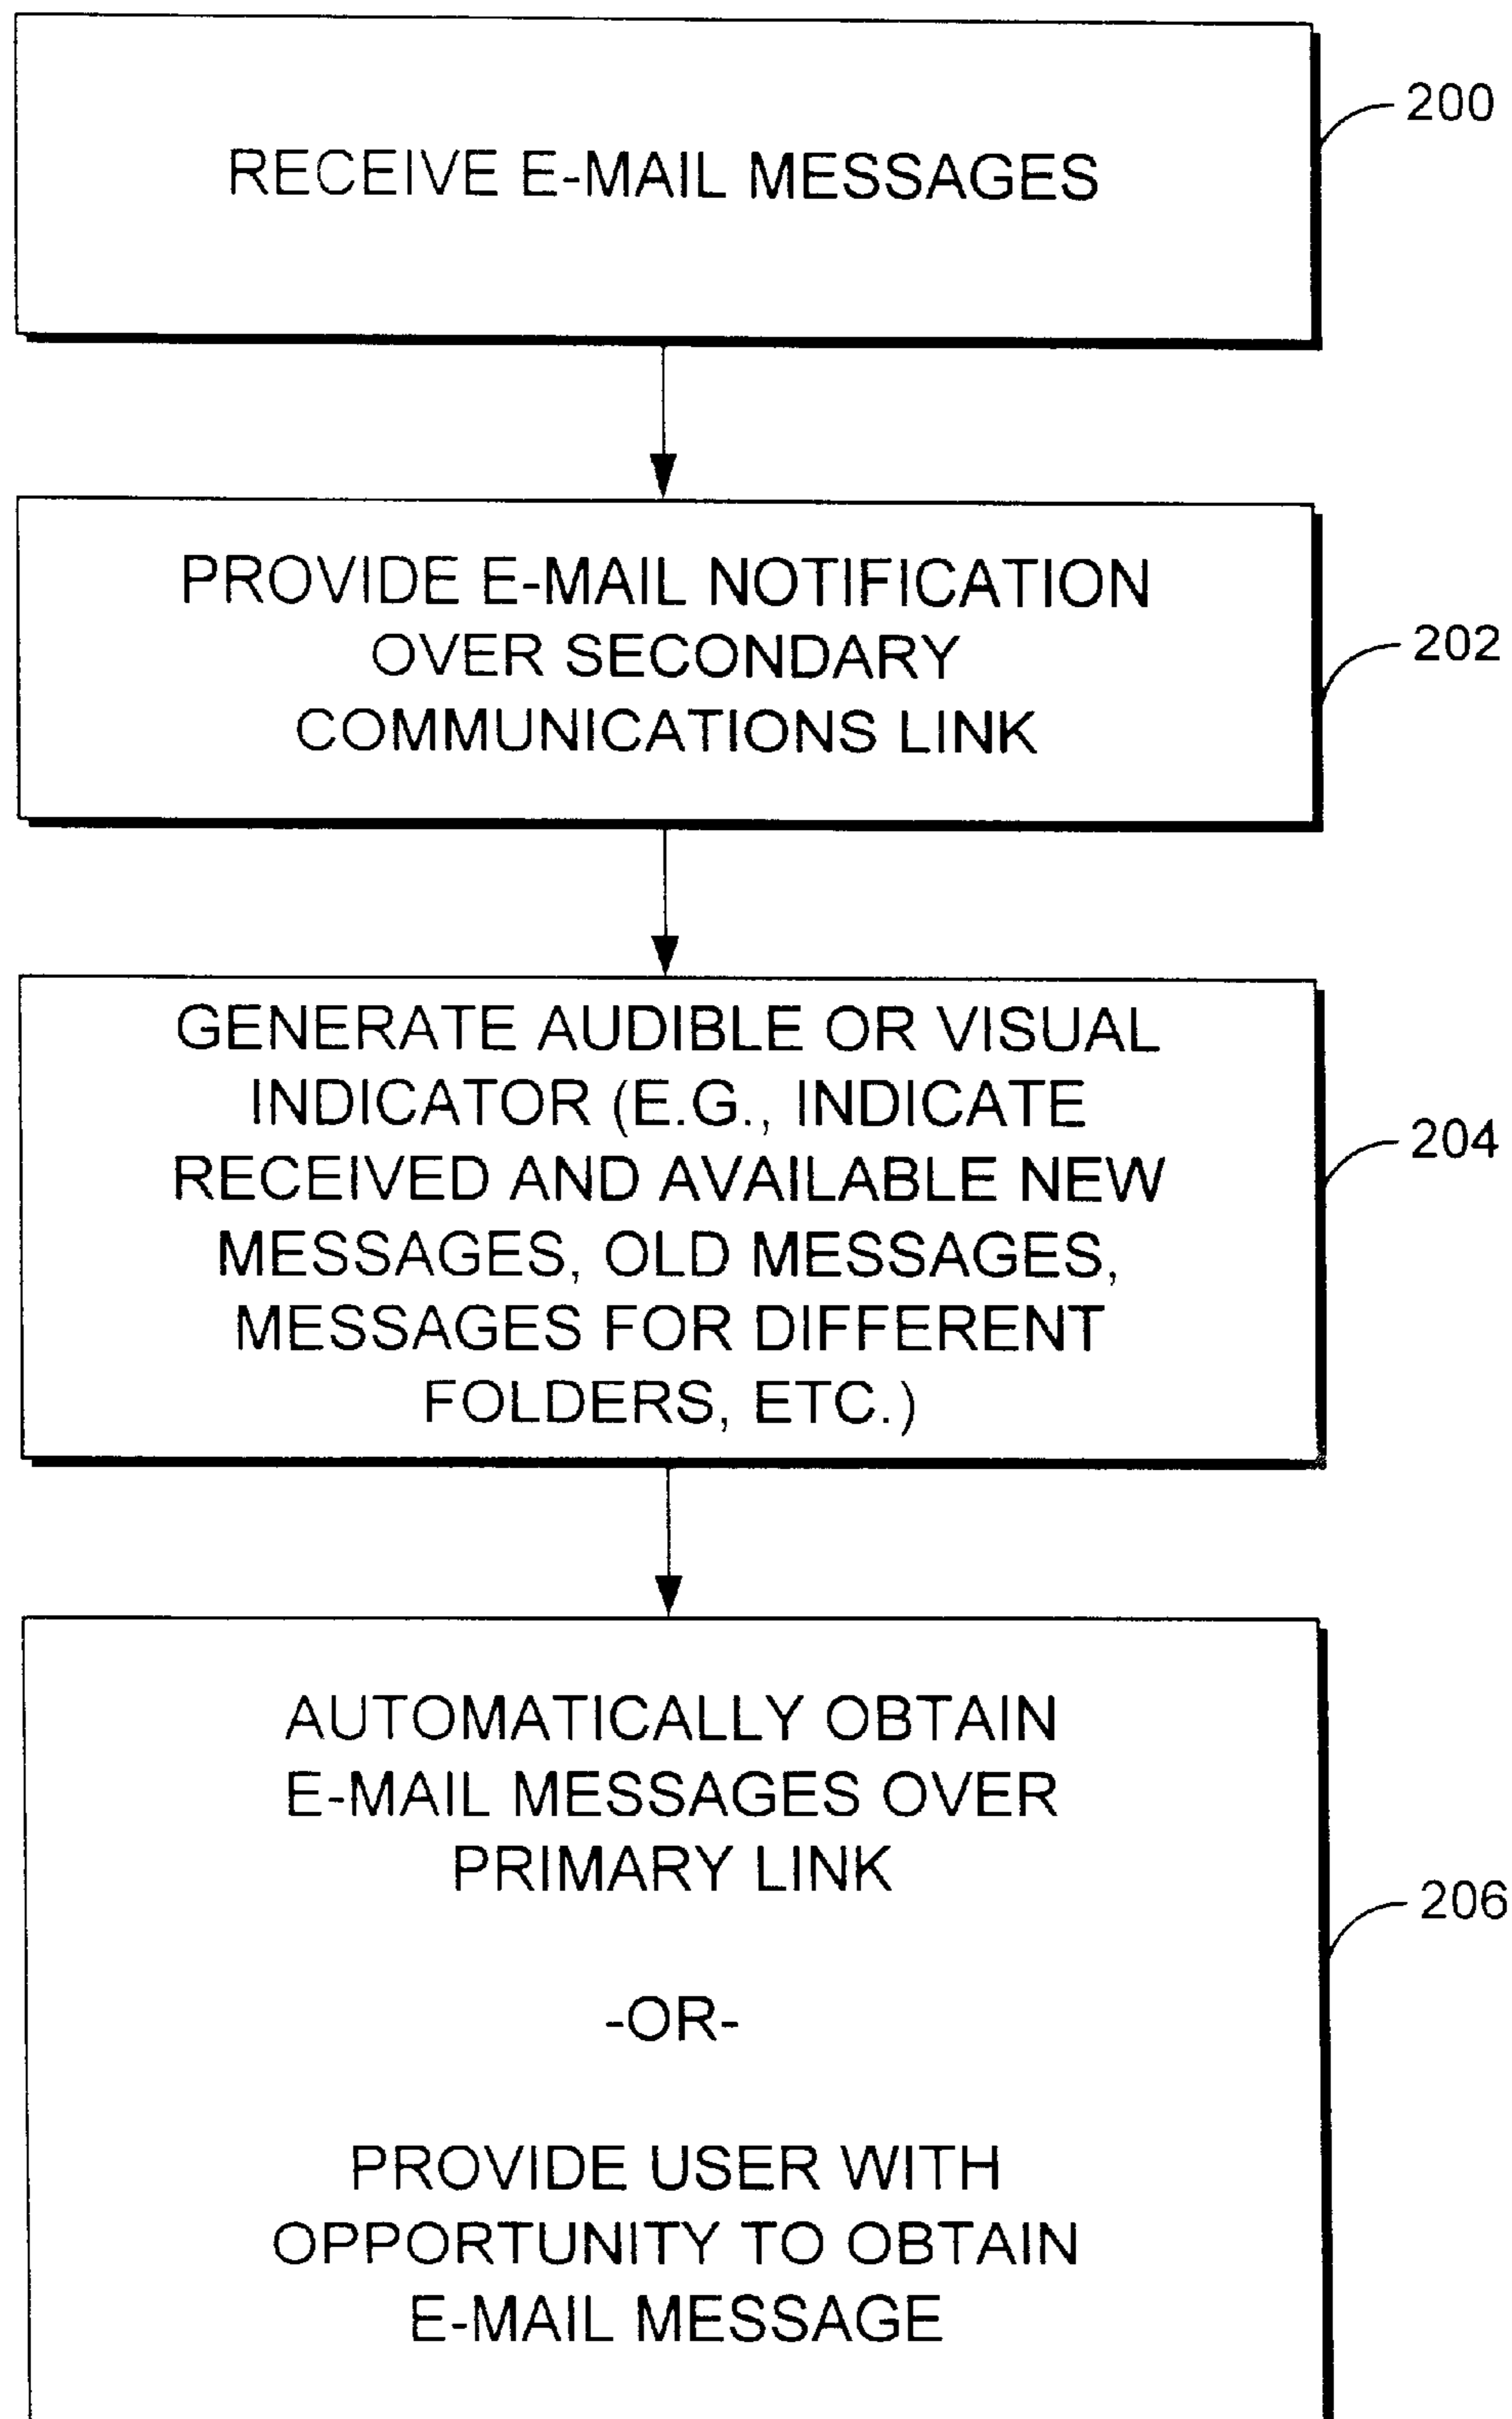 RECEIVE E-MAIL MESSAGES
200
PROVIDE E-MAIL NOTIFICATION
OVER SECONDARY
COMMUNICATIONS LINK
202
GENERATE AUDIBLE OR VISUAL
INDICATOR (E.G., INDICATE
RECEIVED AND AVAILABLE NEW
MESSAGES, OLD MESSAGES,
MESSAGES FOR DIFFERENT
FOLDERS, ETC.)
204
AUTOMATICALLY OBTAIN
E-MAIL MESSAGES OVER
PRIMARY LINK
-OR-
PROVIDE USER WITH
OPPORTUNITY TO OBTAIN
E-MAIL MESSAGE
206